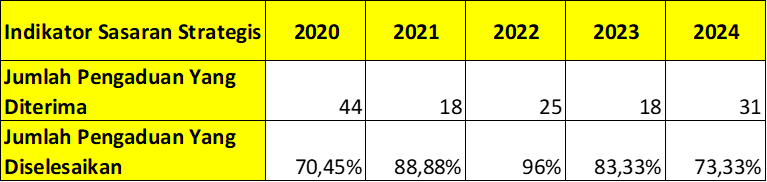 Indikator Sasaran Strategis 2020 2021 2022 2023 2024
Jumlah Pengaduan Yang
Diterima 44 18 25 18 31
Jumlah Pengaduan Yang
Diselesaikan 70,45% 88,88% 96% 83,33% 73,33%